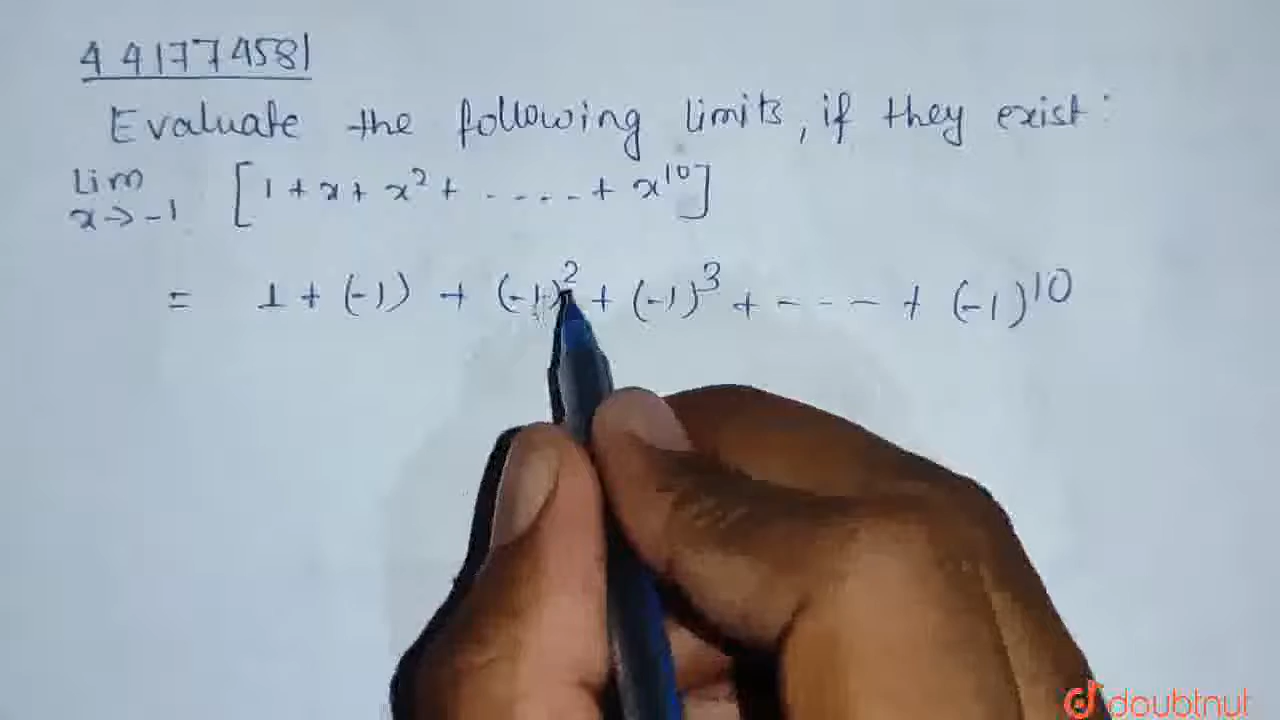 441774581
Evaluate the following limits, if they exist:
Lim x→-1 [1 + x + x² + ..... + x¹⁰]
= 1 + (-1) + (-1)² + (-1)³ + --- + (-1)¹⁰
doubtnut